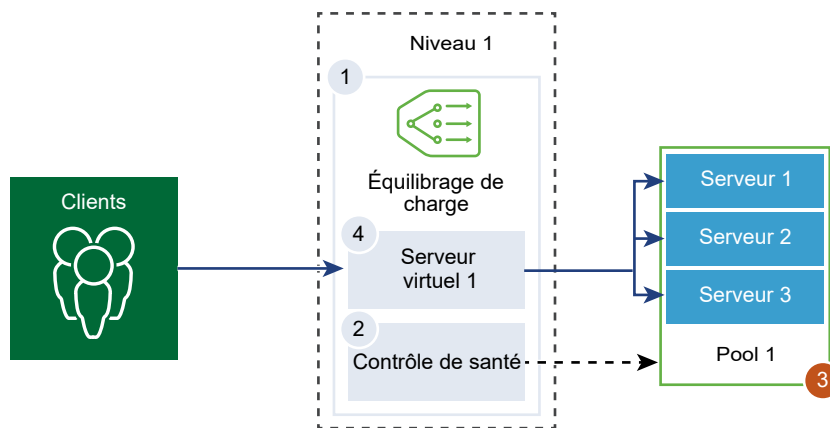 Niveau 1
1
Équilibrage de
charge
Clients
4
Serveur
virtuel 1
2
Contrôle de santé
Serveur 1
Serveur 2
Serveur 3
Pool 1
3